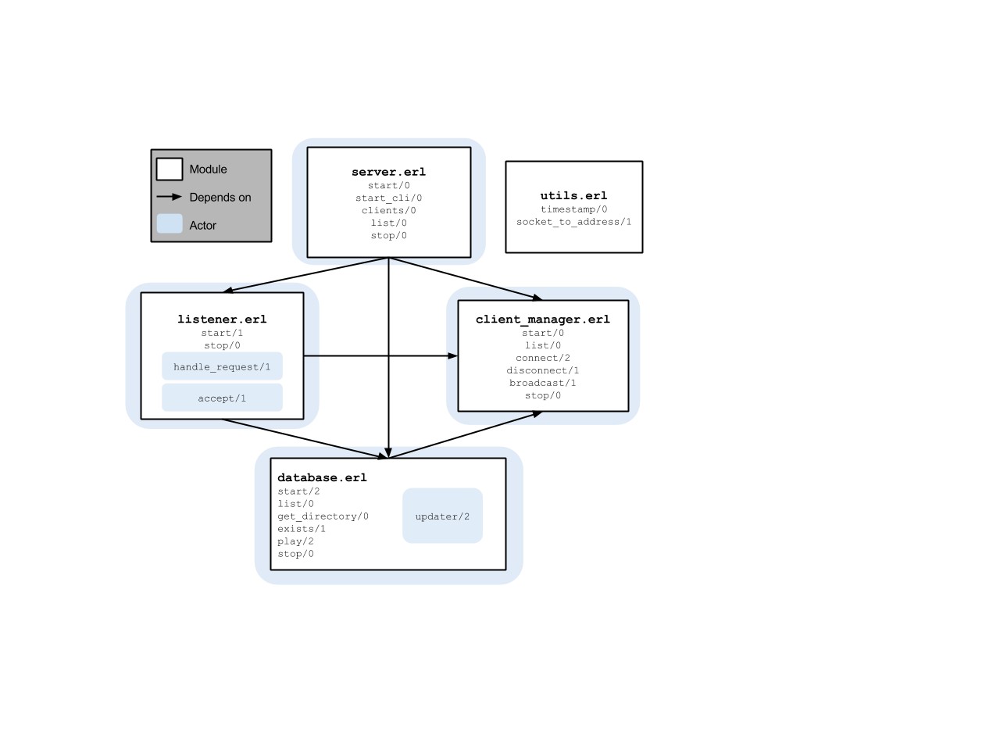 Module
Depends on
Actor
server.erl
start/0
start_cli/0
clients/0
list/0
stop/0
utils.erl
timestamp/0
socket_to_address/1
listener.erl
start/1
stop/0
handle_request/1
accept/1
client_manager.erl
start/0
list/0
connect/2
disconnect/1
broadcast/1
stop/0
database.erl
start/2
list/0
get_directory/0
exists/1
play/2
stop/0
updater/2